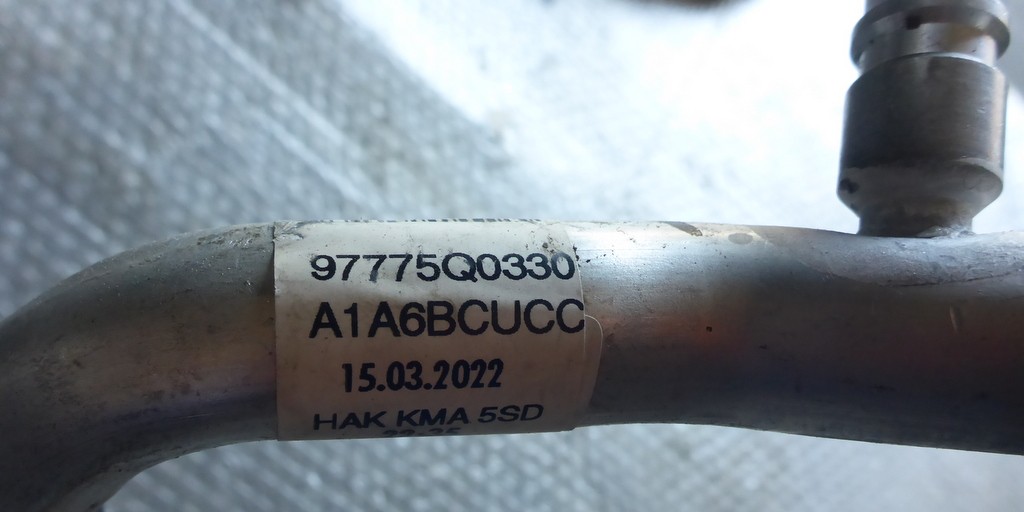 97775Q0330
A1A6BCUCC
15.03.2022
HAK KMA 5SD